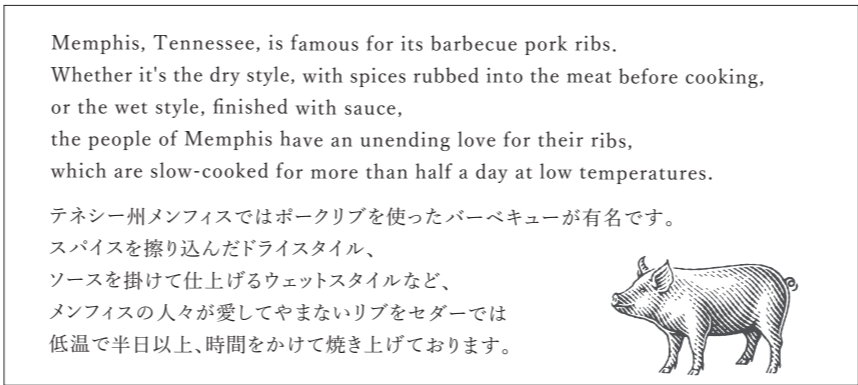 Memphis, Tennessee, is famous for its barbecue pork ribs.
Whether it's the dry style, with spices rubbed into the meat before cooking,
or the wet style, finished with sauce,
the people of Memphis have an unending love for their ribs,
which are slow-cooked for more than half a day at low temperatures.
テネシー州メンフィスではポークリブを使ったバーベキューが有名です。
スパイスを擦り込んだドライスタイル、
ソースを掛けて仕上げるウェットスタイルなど、
メンフィスの人々が愛してやまないリブをセダーでは
低温で半日以上、時間をかけて焼き上げております。